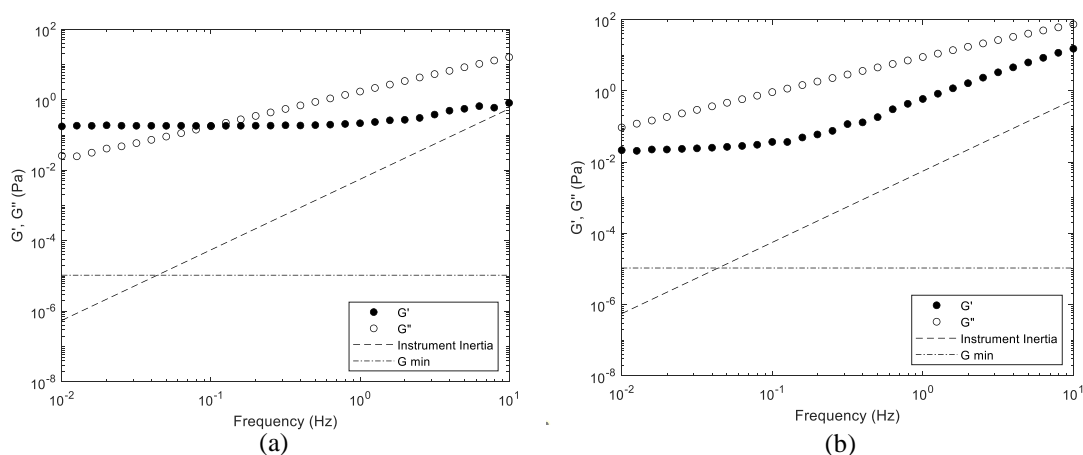 10^2
10^0
10^-2
10^-4
10^-6
10^-8
G', G" (Pa)
10^-2
10^-1
10^0
10^1
Frequency (Hz)
G'
G"
Instrument Inertia
G min
(a)
10^2
10^0
10^-2
10^-4
10^-6
10^-8
G', G" (Pa)
10^-2
10^-1
10^0
10^1
Frequency (Hz)
G'
G"
Instrument Inertia
G min
(b)